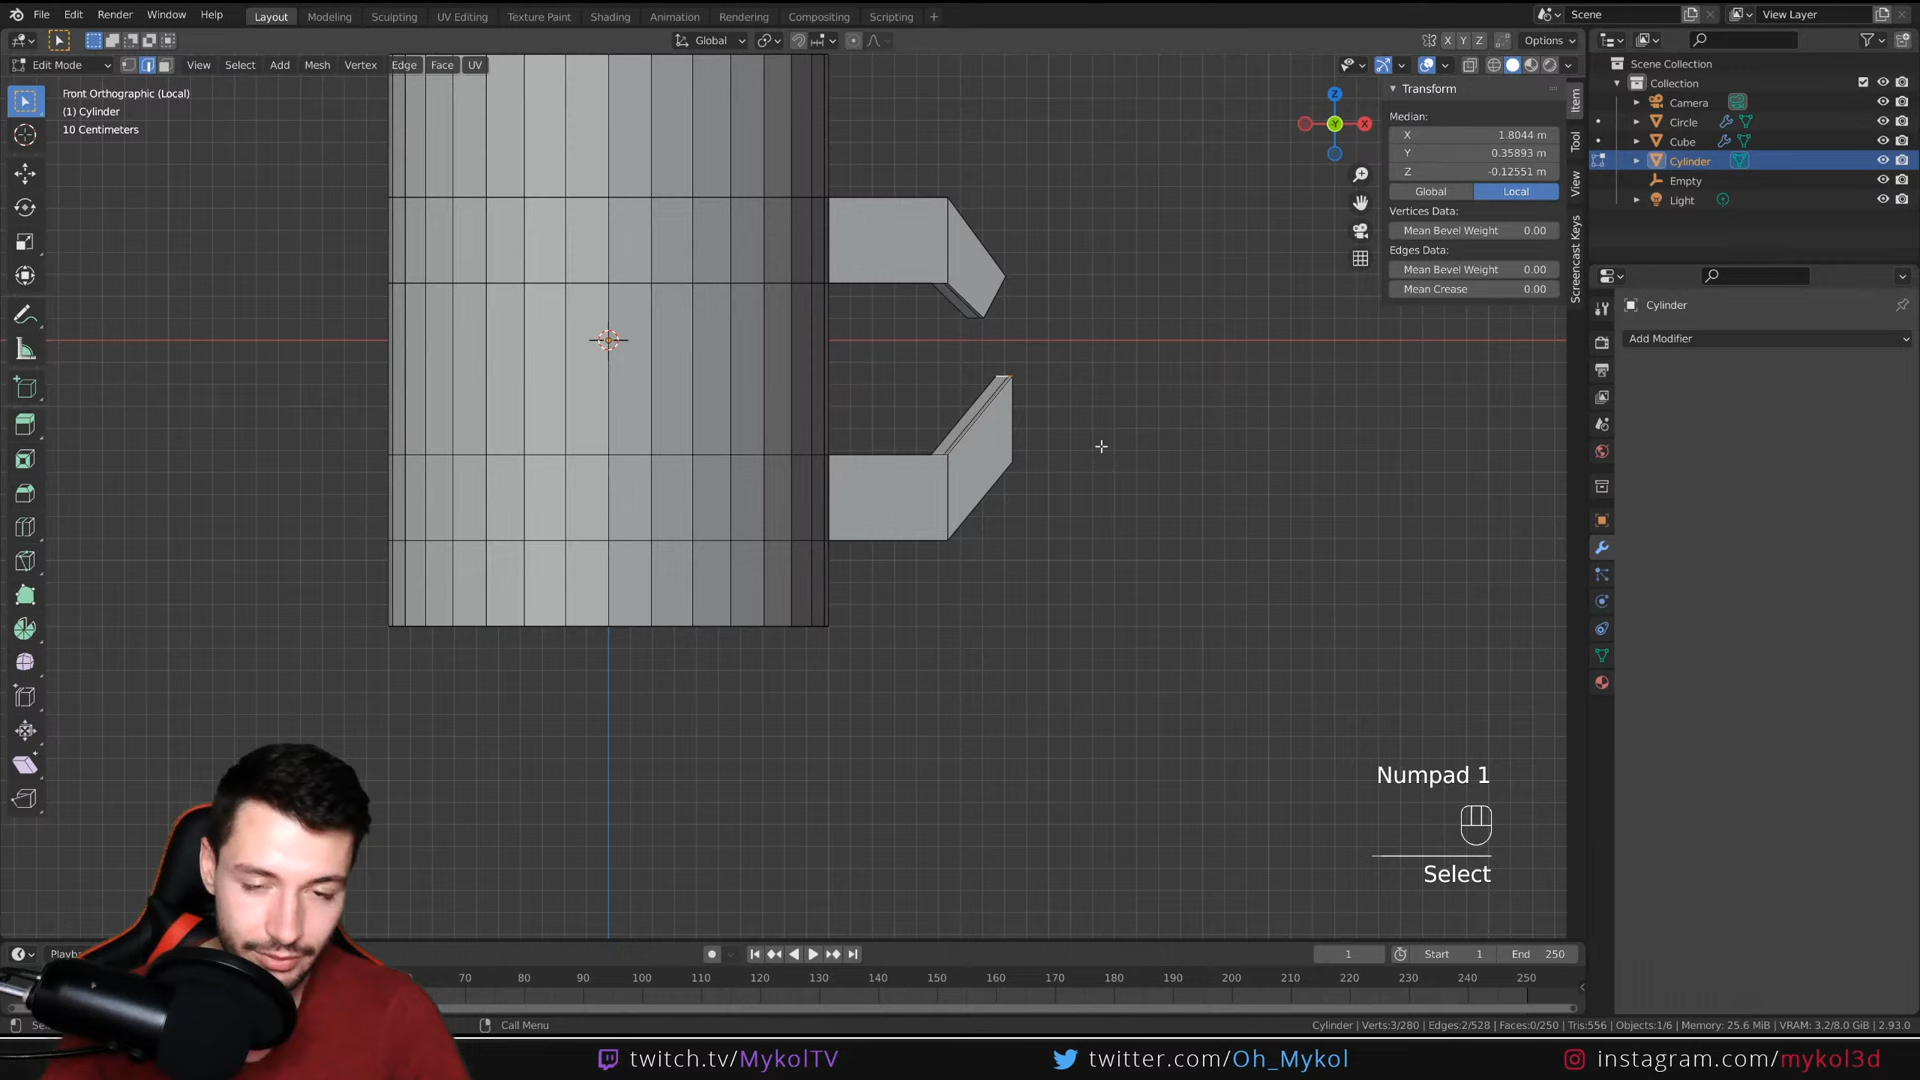 File Edit Render Window Help Layout Modeling Sculpting UV Editing Texture Paint Shading Animation Rendering Compositing Scripting + Scene View Layer
Global X Y Z Options
Edit Mode View Select Add Mesh Vertex Edge Face UV
Front Orthographic (Local)
(1) Cylinder
10 Centimeters
Z
X
Y
Transform
Median:
X 1.8044 m
Y 0.35893 m
Z -0.12551 m
Global Local
Vertices Data:
Mean Bevel Weight 0.00
Edges Data:
Mean Bevel Weight 0.00
Mean Crease 0.00
Item
Tool
View
Screencast Keys
Scene Collection
Collection
Camera
Circle
Cube
Cylinder
Empty
Light
Cylinder
Add Modifier
Numpad 1
Select
Playba
1 Start 1 End 250
70 80 90 100 110 120 130 140 150 160 170 180 190 200 210 220 230 240 250
Call Menu
Cylinder | Verts:3/280 | Edges:2/528 | Faces:0/250 | Tris:556 | Objects:1/6 | Memory: 25.6 MiB | VRAM: 3.2/8.0 GiB | 2.93.0
twitch.tv/MykolTV twitter.com/Oh_Mykol instagram.com/mykol3d